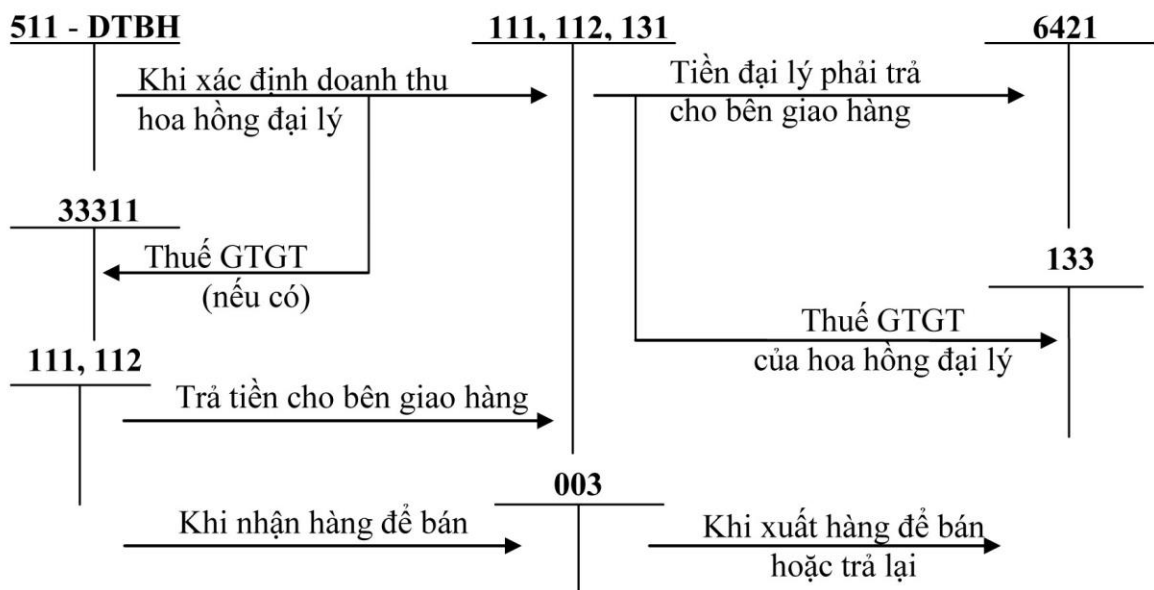 511 - DTBH
111, 112, 131
6421
Khi xác định doanh thu
hoa hồng đại lý
Tiền đại lý phải trả
cho bên giao hàng
33311
Thuế GTGT
(nếu có)
133
Thuế GTGT
của hoa hồng đại lý
111, 112
Trả tiền cho bên giao hàng
003
Khi nhận hàng để bán
Khi xuất hàng để bán
hoặc trả lại